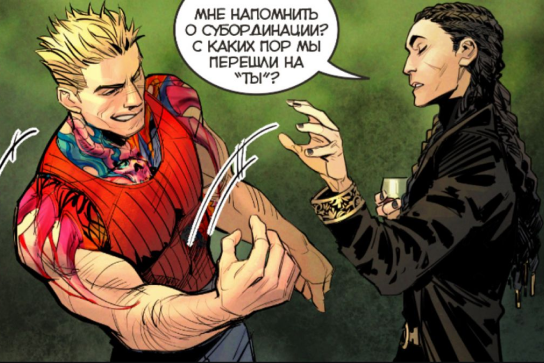 МНЕ НАПОМНИТЬ
О СУБОРДИНАЦИИ?
С КАКИХ ПОР МЫ
ПЕРЕШЛИ НА
"ТЫ"?